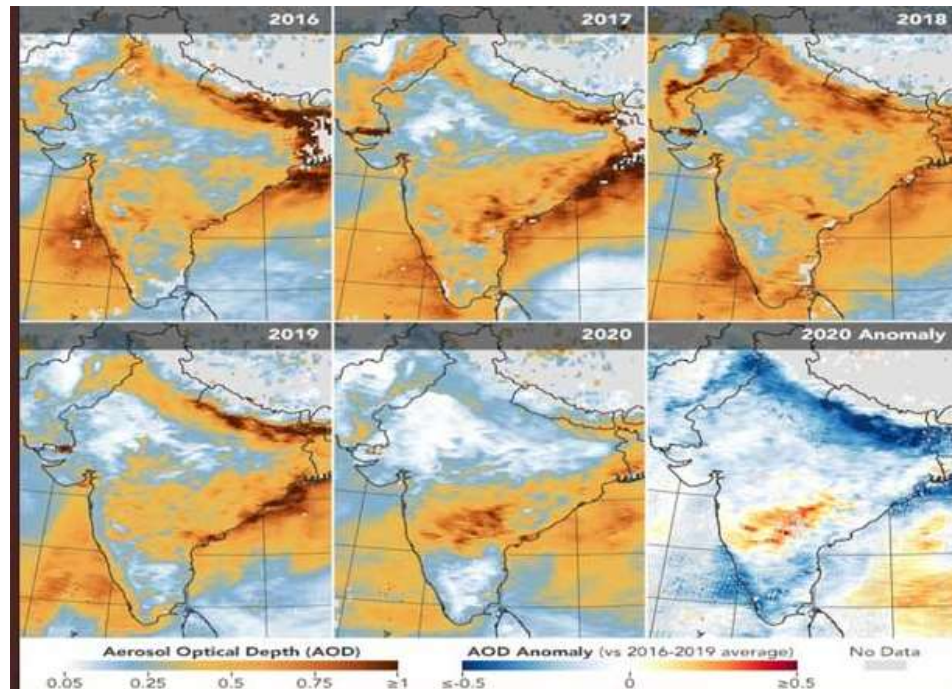 2016
2017
2018
2019
2020
2020 Anomaly
Aerosol Optical Depth (AOD)
0.05 0.25 0.5 0.75 ≥1
AOD Anomaly (vs 2016-2019 average)
≤-0.5 0 ≥0.5
No Data